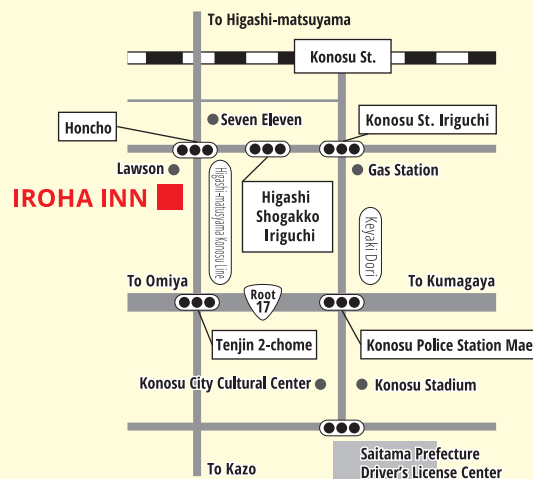 To Higashi-matsuyama
Konosu St.
Seven Eleven
Konosu St. Iriguchi
Honcho
Lawson
Gas Station
IROHA INN
Higashi
Shogakko
Iriguchi
Higashi-matusyama Konosu Line
Keyaki Dori
To Omiya
Root
17
To Kumagaya
Tenjin 2-chome
Konosu Police Station Mae
Konosu City Cultural Center
Konosu Stadium
To Kazo
Saitama Prefecture
Driver's License Center